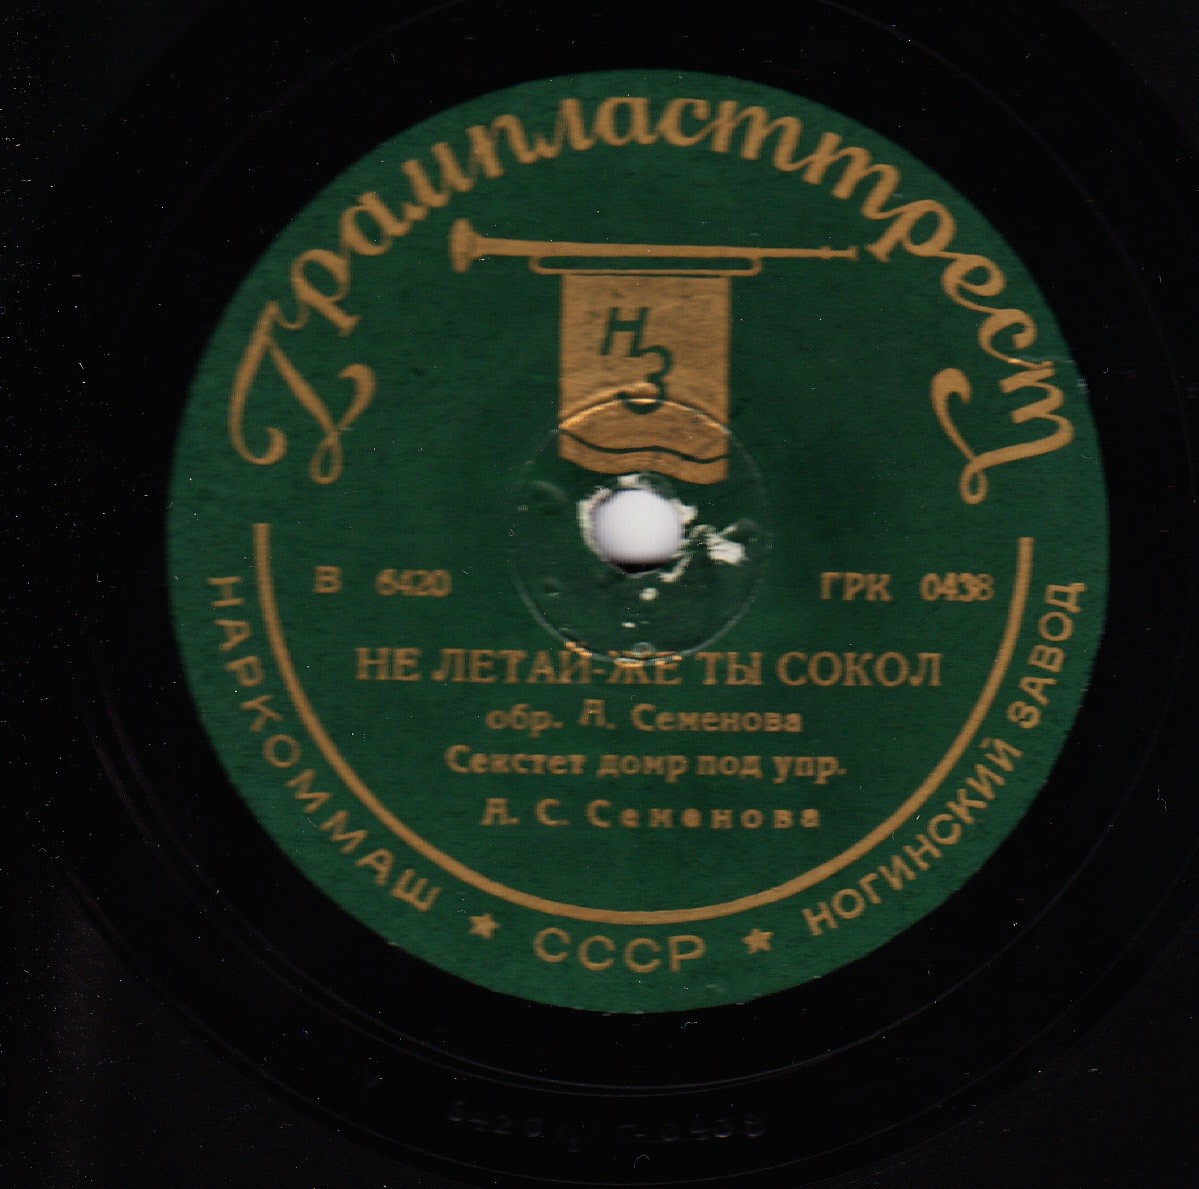 Грампласттрест
НЗ
В 6420
ГРК 0438
НЕ ЛЕТАЙ-ЖЕ ТЫ СОКОЛ
обр. А. Семенова
Секстет домр под упр.
А. С. Семенова
НАРКОММАШ ★ СССР ★ НОГИНСКИЙ ЗАВОД